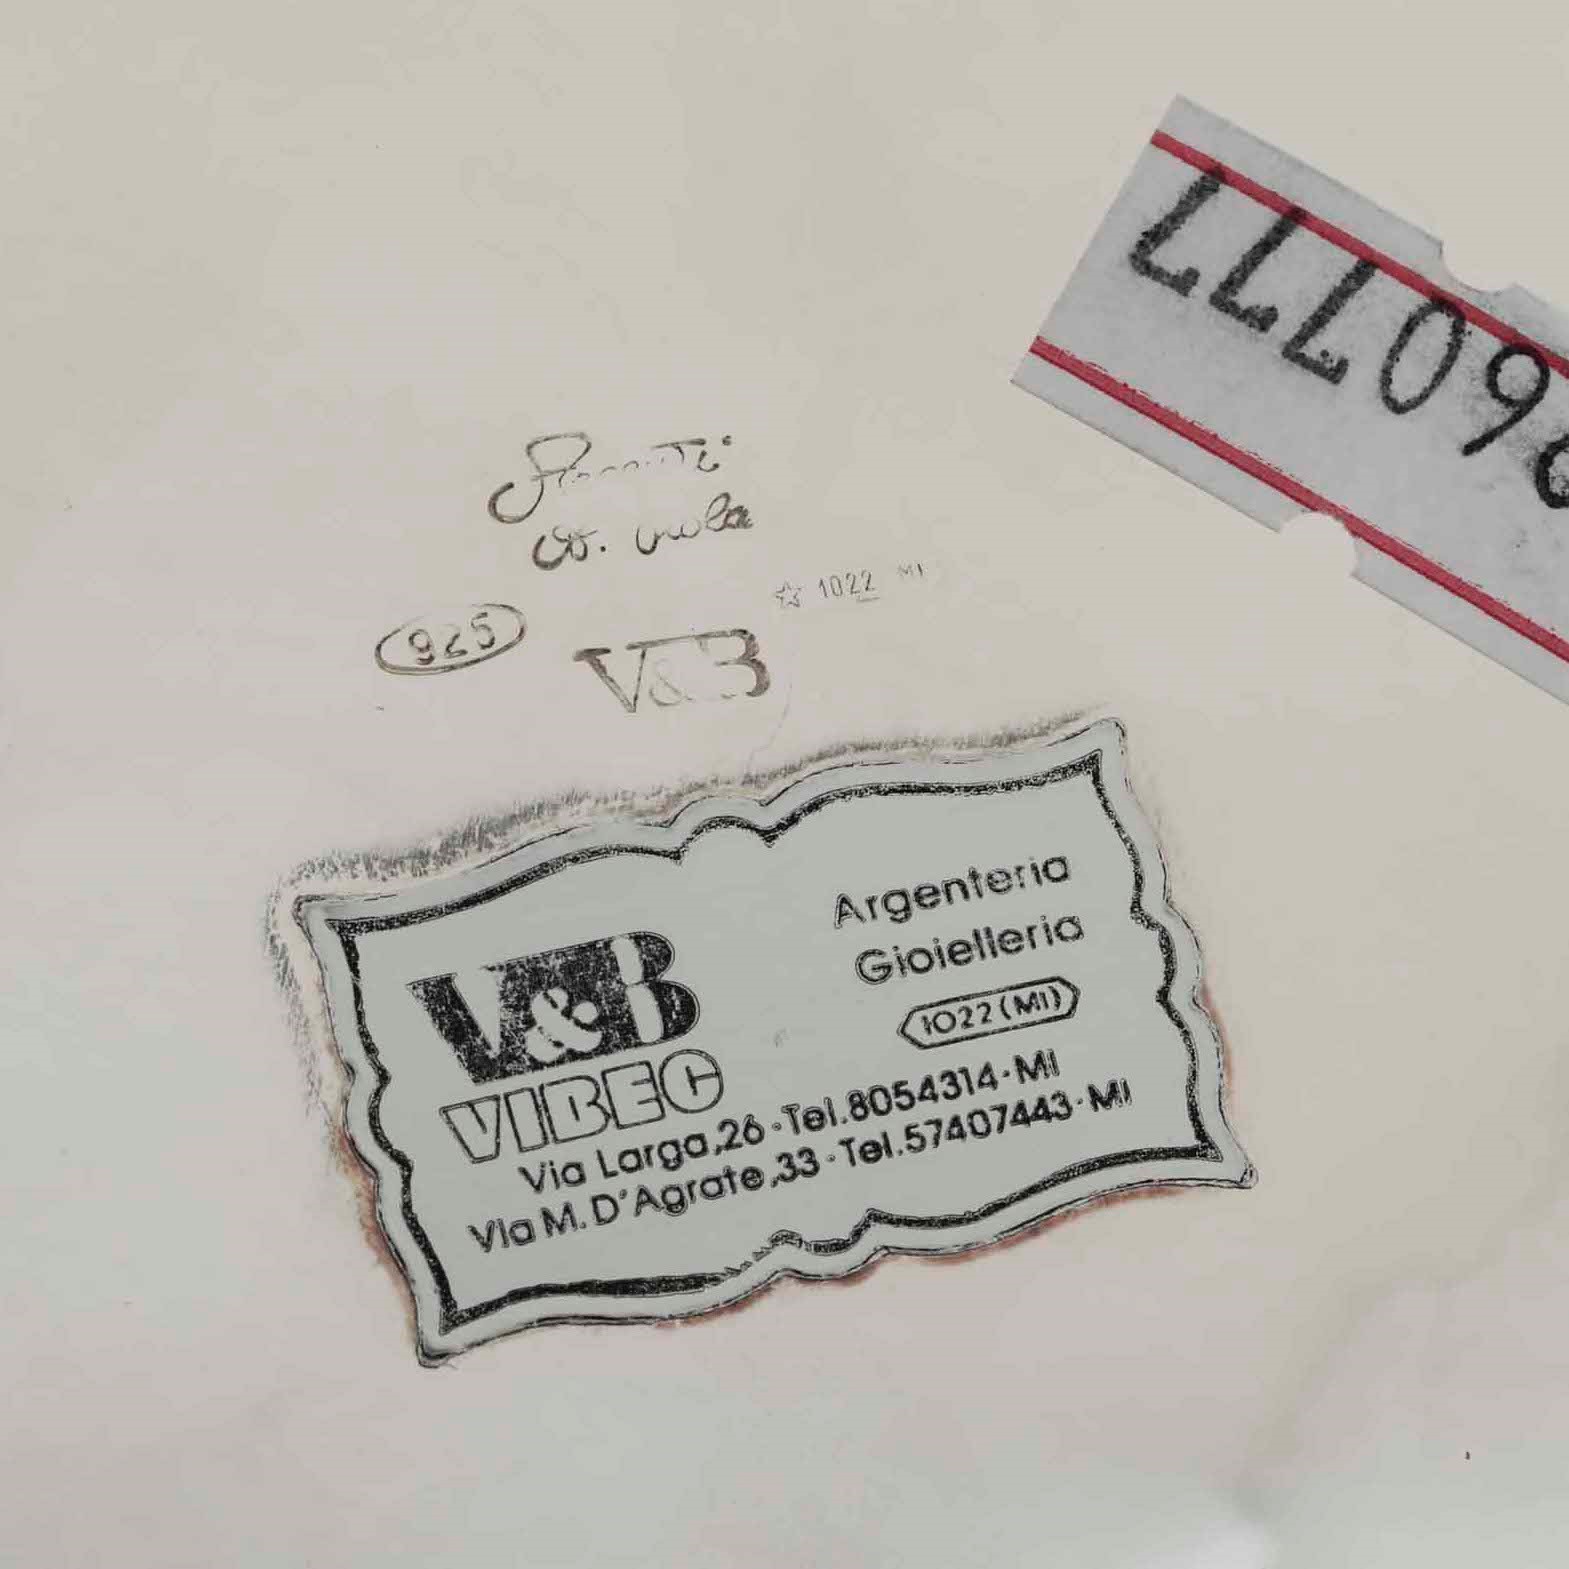 60777
☆ 1022 MI
925
V&B
Argenteria
Gioielleria
1022 (MI)
V&B
VIBEC
Via Larga,26 · Tel.8054314 · MI
Via M. D'Agrate,33 · Tel.57407443 · MI